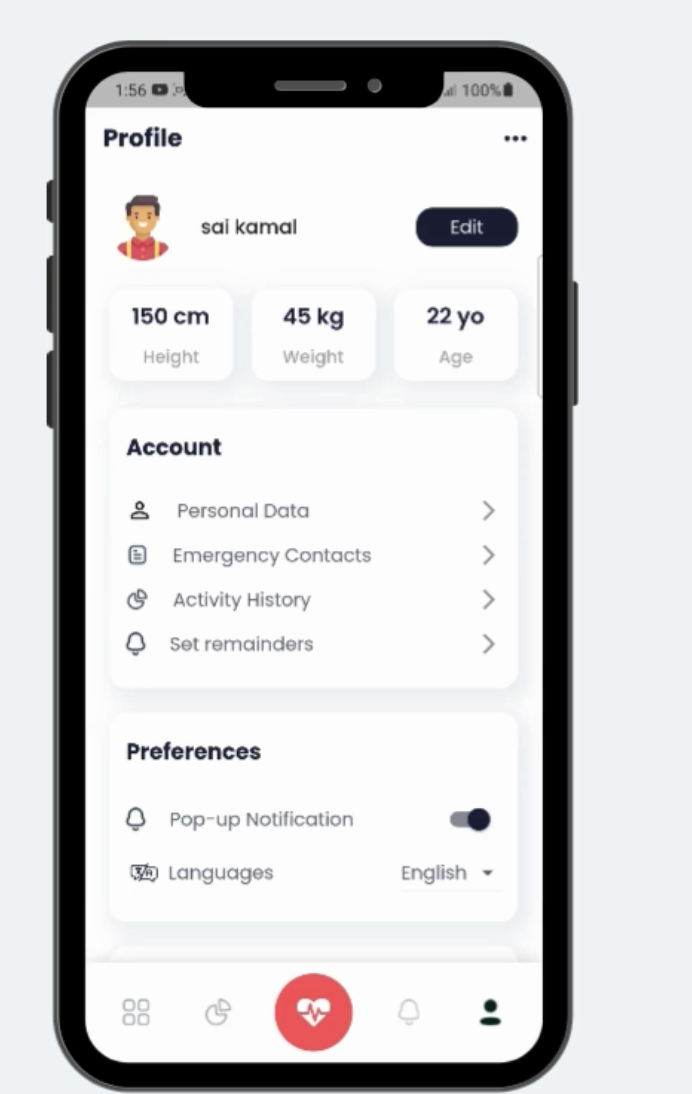 1:56 100%
Profile
sai kamal Edit
150 cm 45 kg 22 yo
Height Weight Age
Account
Personal Data
Emergency Contacts
Activity History
Set remainders
Preferences
Pop-up Notification
Languages English